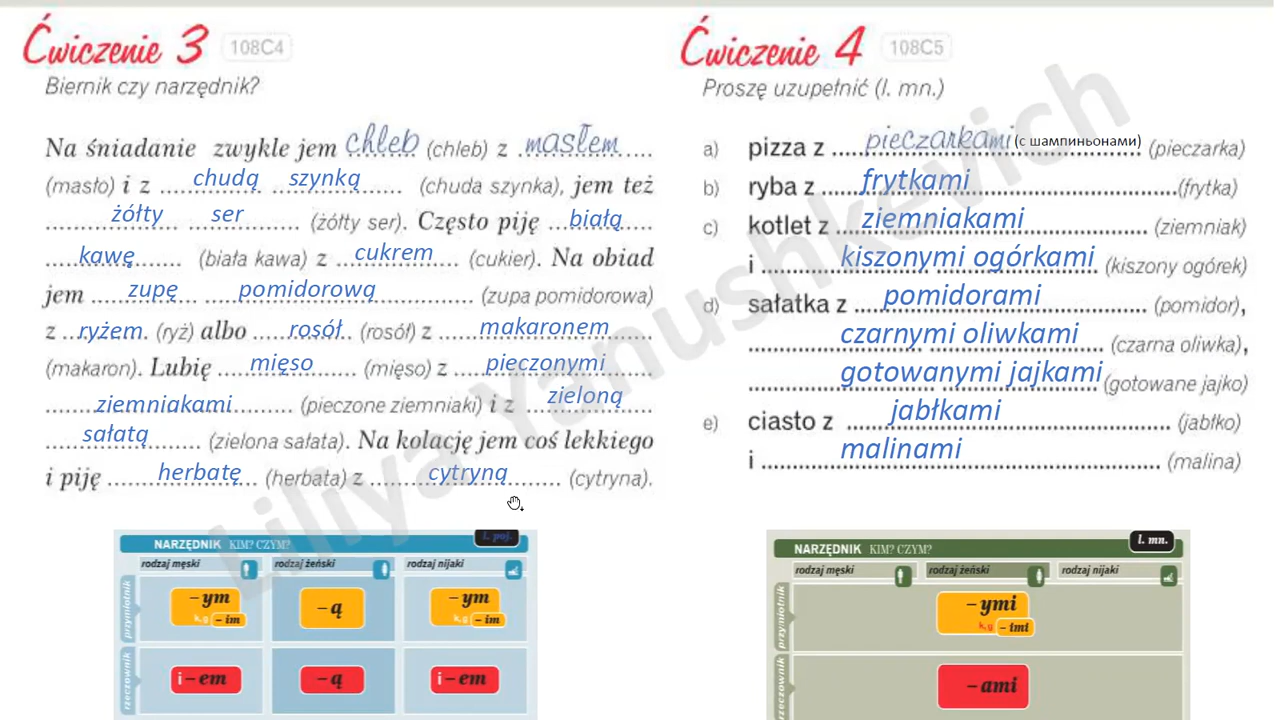 Ćwiczenie 3 108C4
Biernik czy narzędnik?
Na śniadanie zwykle jem chleb (chleb) z masłem
(masło) i z chudą szynką (chuda szynka), jem też
żółty ser (żółty ser). Często piję białą
kawę (biała kawa) z cukrem (cukier). Na obiad
jem zupę pomidorową (zupa pomidorowa)
z ryżem (ryż) albo rosół (rosół) z makaronem
(makaron). Lubię mięso (mięso) z pieczonymi
ziemniakami (pieczone ziemniaki) i z zieloną
sałatą (zielona sałata). Na kolację jem coś lekkiego
i piję herbatę (herbata) z cytryną (cytryna).
NARZĘDNIK KIM? CZYM? l. poj.
rodzaj męski rodzaj żeński rodzaj nijaki
przymiotnik
-ym -ą -ym
k,g -im k,g -im
rzeczownik
i -em -ą i -em
Ćwiczenie 4 108C5
Proszę uzupełnić (l. mn.)
a) pizza z pieczarkami (с шампиньонами) (pieczarka)
b) ryba z frytkami (frytka)
c) kotlet z ziemniakami (ziemniak)
i kiszonymi ogórkami (kiszony ogórek)
d) sałatka z pomidorami (pomidor),
czarnymi oliwkami (czarna oliwka),
gotowanymi jajkami (gotowane jajko)
e) ciasto z jabłkami (jabłko)
i malinami (malina)
NARZĘDNIK KIM? CZYM? l. mn.
rodzaj męski rodzaj żeński rodzaj nijaki
przymiotnik
-ymi
k,g -imi
rzeczownik
-ami
Liliya Yanushkevich